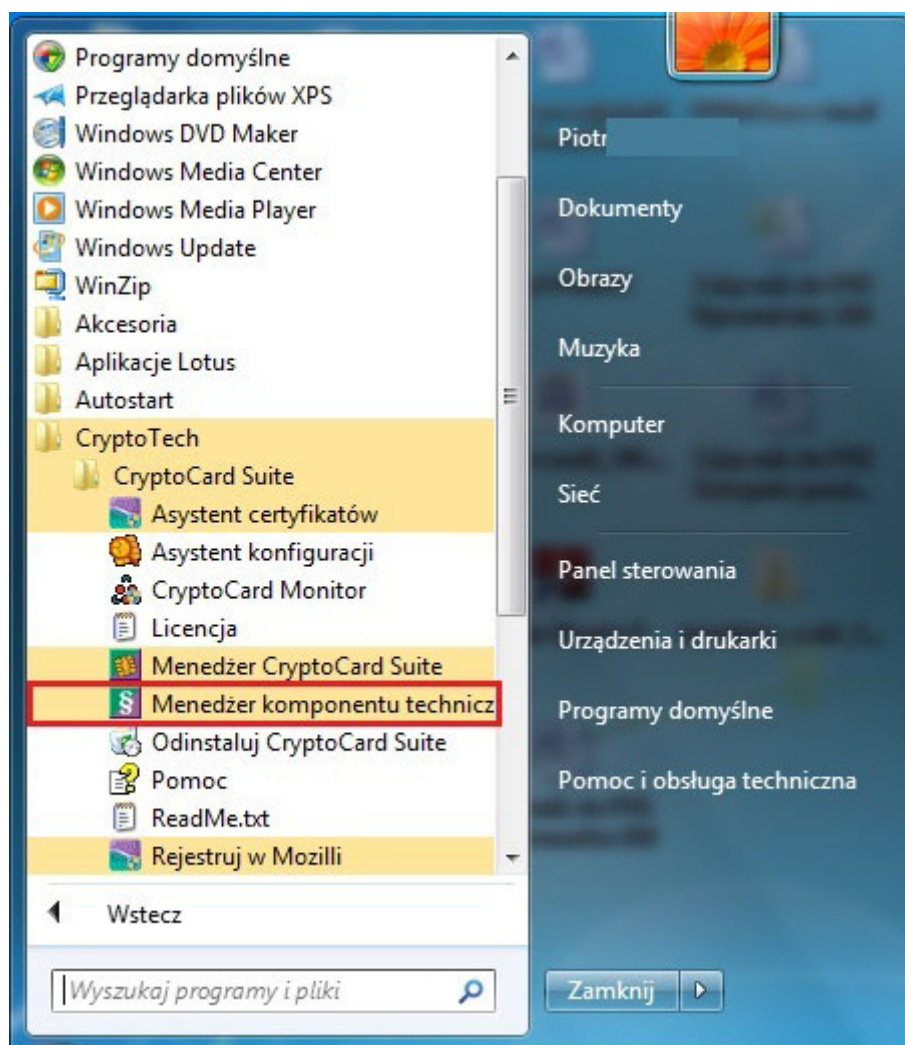 Programy domyślne
Przeglądarka plików XPS
Windows DVD Maker
Windows Media Center
Windows Media Player
Windows Update
WinZip
Akcesoria
Aplikacje Lotus
Autostart
CryptoTech
CryptoCard Suite
Asystent certyfikatów
Asystent konfiguracji
CryptoCard Monitor
Licencja
Menedżer CryptoCard Suite
Menedżer komponentu technicz
Odinstaluj CryptoCard Suite
Pomoc
ReadMe.txt
Rejestruj w Mozilli
Wstecz
Wyszukaj programy i pliki
Piotr
Dokumenty
Obrazy
Muzyka
Komputer
Sieć
Panel sterowania
Urządzenia i drukarki
Programy domyślne
Pomoc i obsługa techniczna
Zamknij